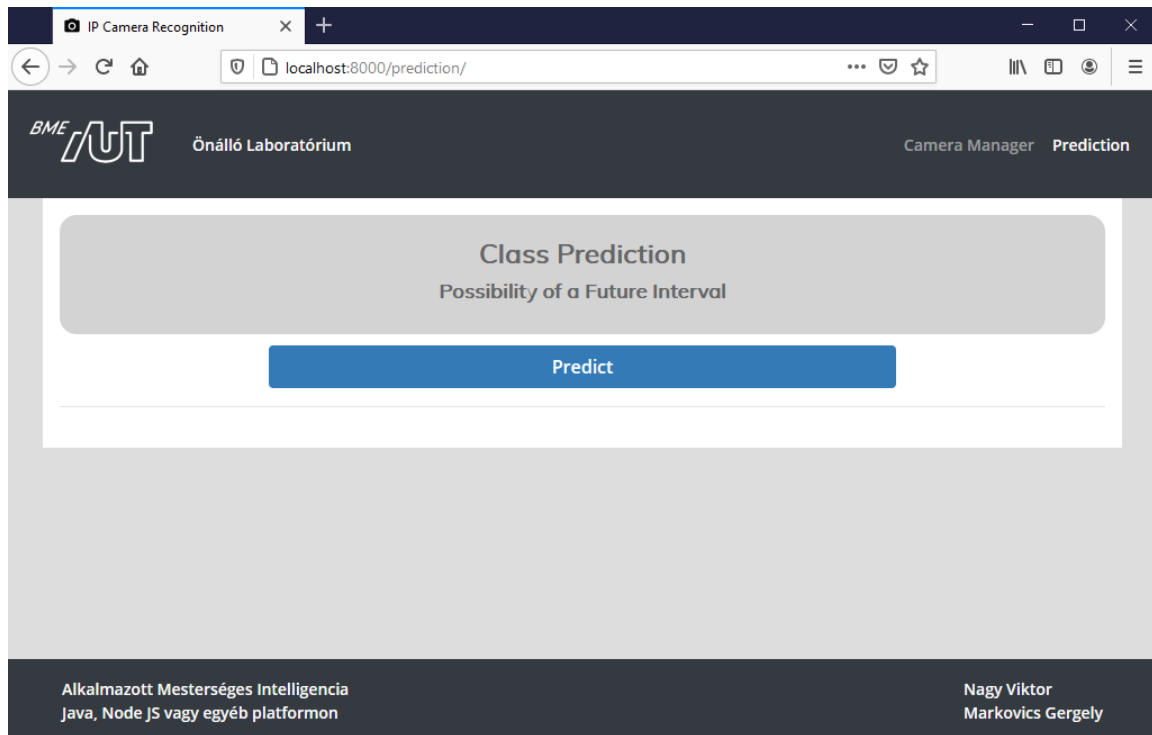 IP Camera Recognition
localhost:8000/prediction/
BME IUT
Önálló Laboratórium
Camera Manager
Prediction
Class Prediction
Possibility of a Future Interval
Predict
Alkalmazott Mesterséges Intelligencia
Java, Node JS vagy egyéb platformon
Nagy Viktor
Markovics Gergely